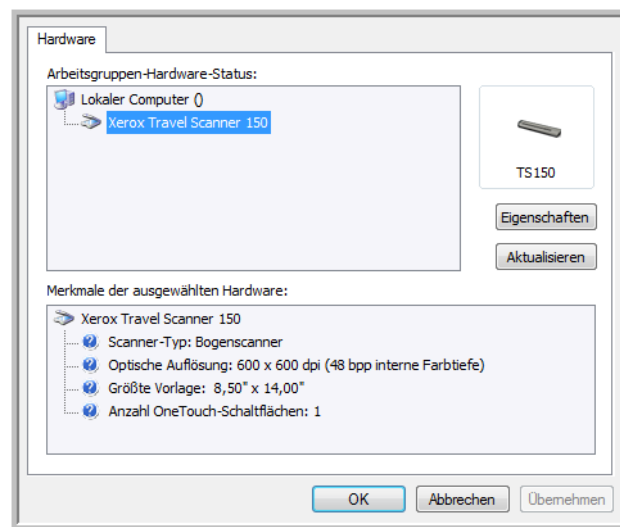 Hardware
Arbeitsgruppen-Hardware-Status:
Lokaler Computer ()
Xerox Travel Scanner 150
TS150
Eigenschaften
Aktualisieren
Merkmale der ausgewählten Hardware:
Xerox Travel Scanner 150
Scanner-Typ: Bogenscanner
Optische Auflösung: 600 x 600 dpi (48 bpp interne Farbtiefe)
Größte Vorlage: 8,50" x 14,00"
Anzahl OneTouch-Schaltflächen: 1
OK Abbrechen Übernehmen